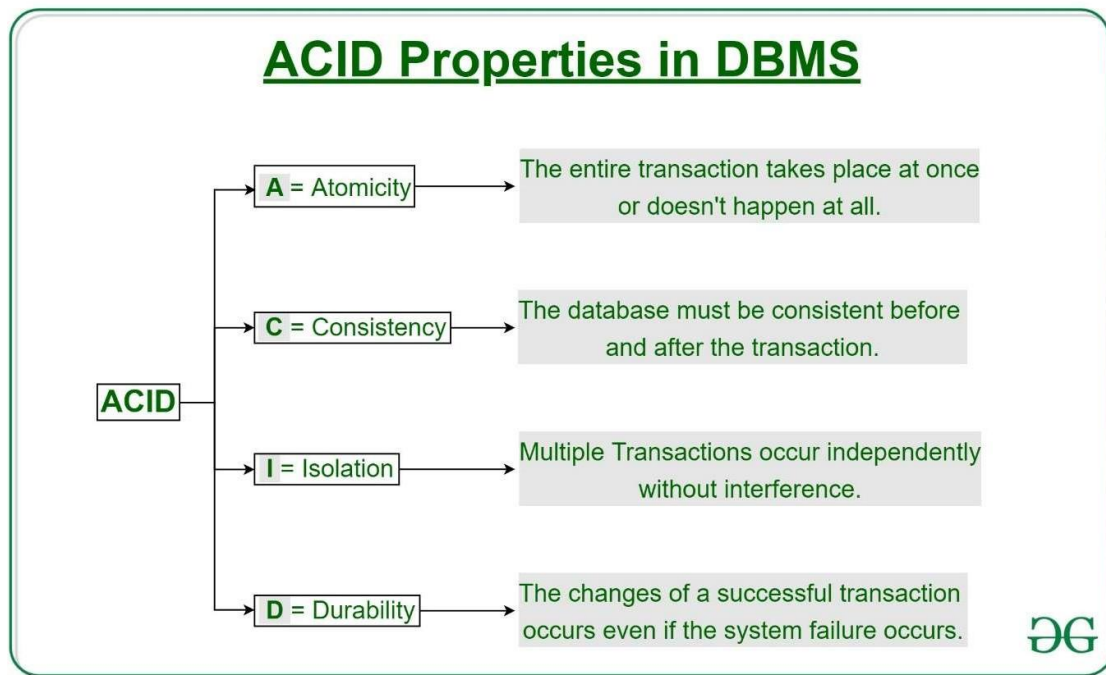 ACID Properties in DBMS
A = Atomicity
The entire transaction takes place at once
or doesn't happen at all.
C = Consistency
The database must be consistent before
and after the transaction.
ACID
I = Isolation
Multiple Transactions occur independently
without interference.
D = Durability
The changes of a successful transaction
occurs even if the system failure occurs.